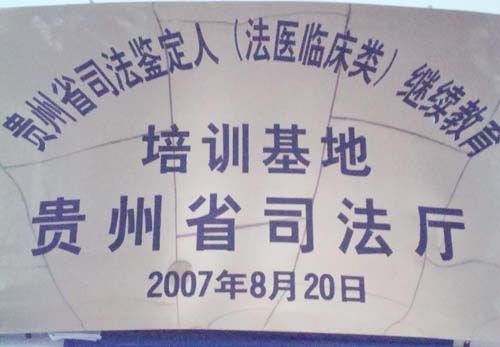 贵州省司法鉴定人（法医临床类）继续教育
培训基地
贵州省司法厅
2007年8月20日